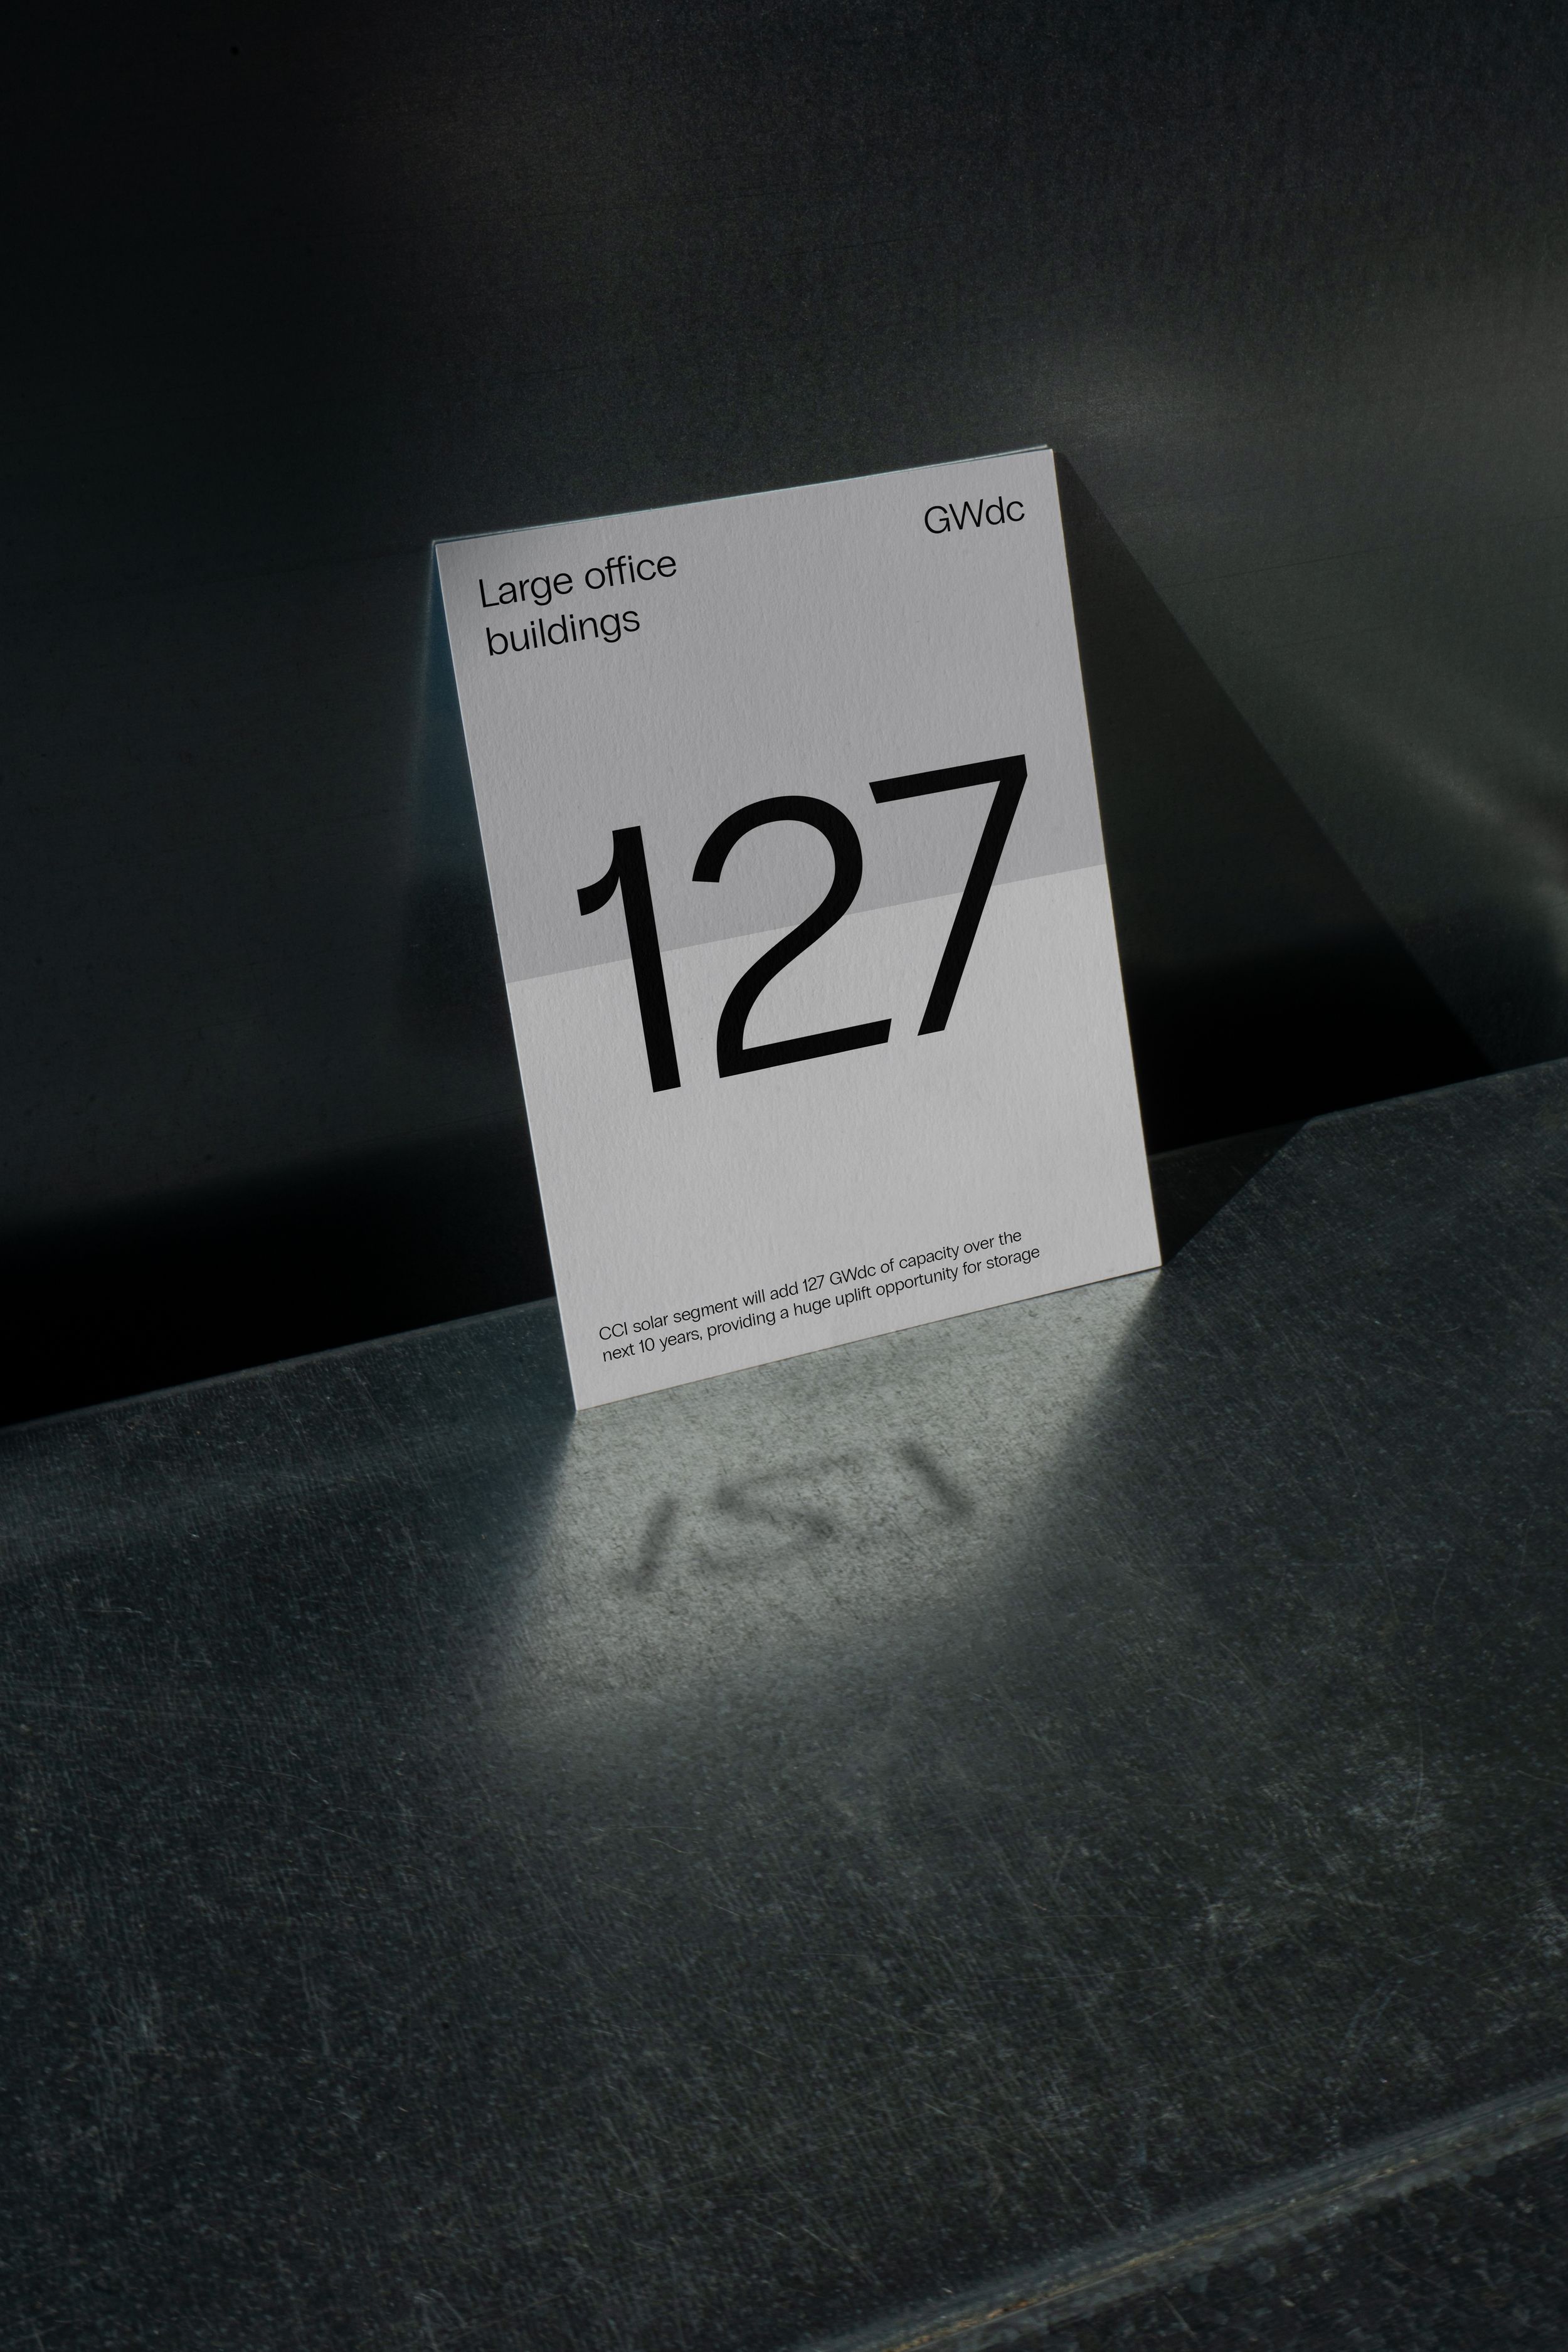 Large office
buildings
GWdc
127
CCI solar segment will add 127 GWdc of capacity over the
next 10 years, providing a huge uplift opportunity for storage